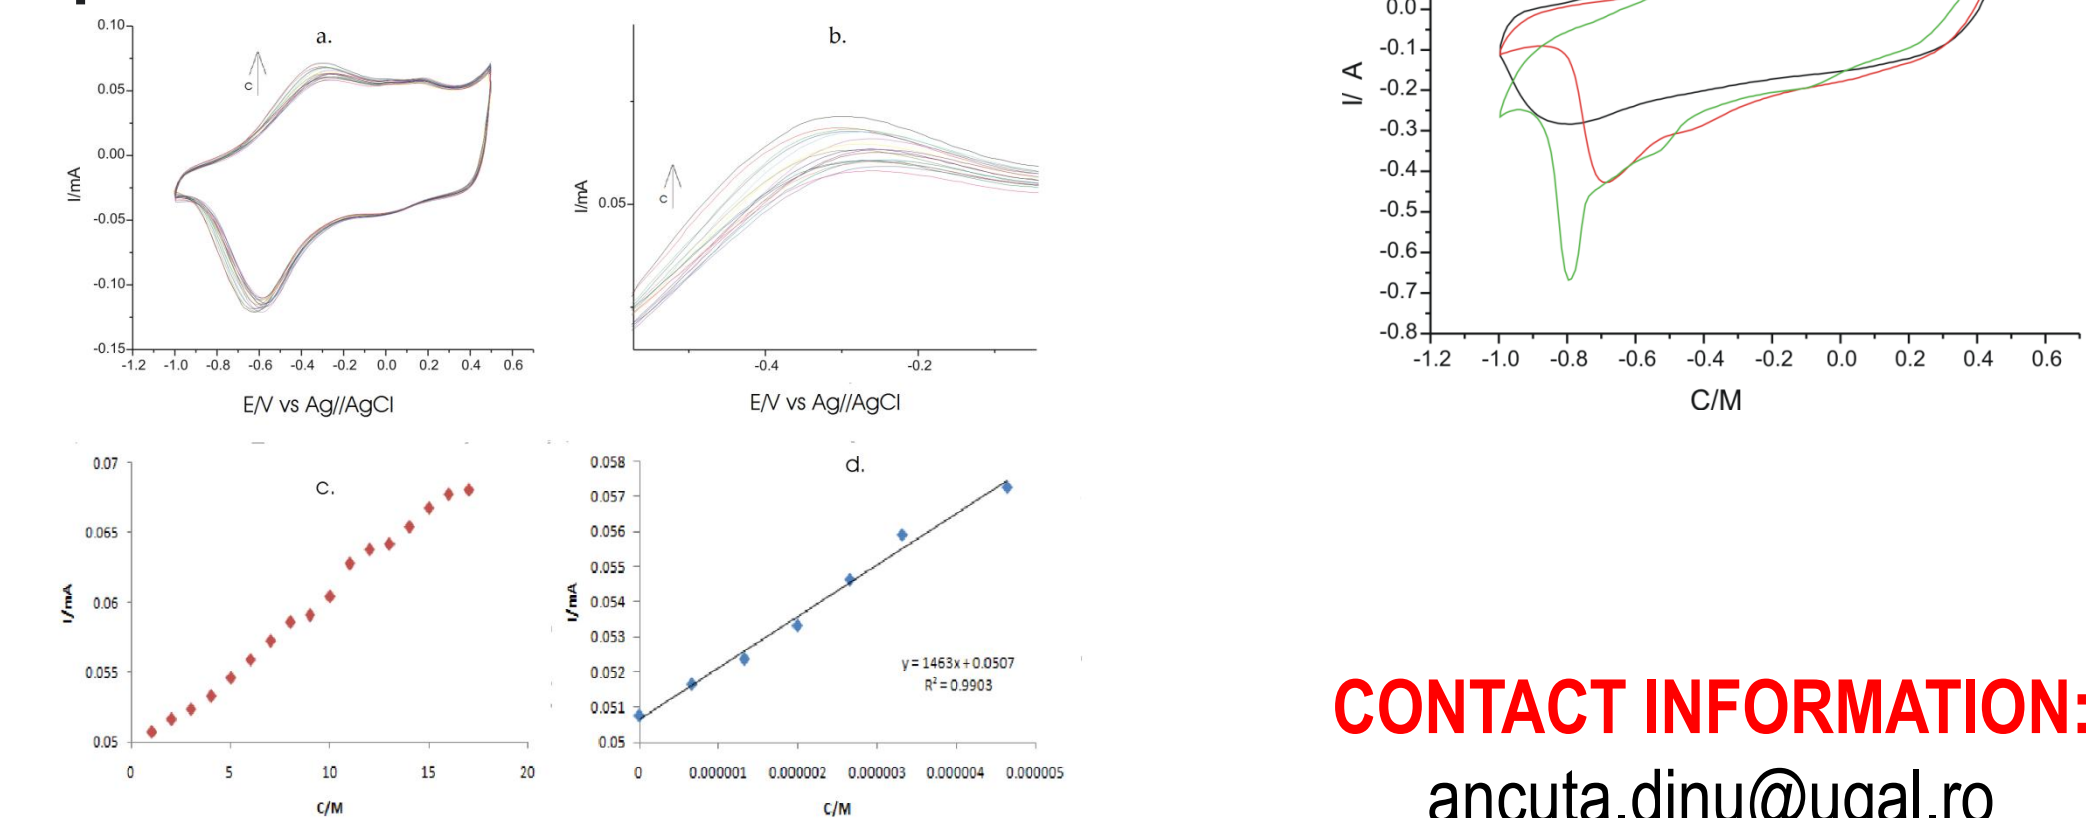 a.
0.10
0.05
0.00
-0.05
-0.10
-0.15
I/mA
c
-1.2 -1.0 -0.8 -0.6 -0.4 -0.2 0.0 0.2 0.4 0.6
E/V vs Ag//AgCl
b.
I/mA
0.05
c
-0.4 -0.2
E/V vs Ag//AgCl
c.
0.07
0.065
0.06
0.055
0.05
I/mA
0 5 10 15 20
C/M
d.
0.058
0.057
0.056
0.055
0.054
0.053
0.052
0.051
0.05
I/mA
y = 1463x + 0.0507
R² = 0.9903
0 0.000001 0.000002 0.000003 0.000004 0.000005
C/M
0.0
-0.1
-0.2
-0.3
-0.4
-0.5
-0.6
-0.7
-0.8
I/ A
-1.2 -1.0 -0.8 -0.6 -0.4 -0.2 0.0 0.2 0.4 0.6
C/M
CONTACT INFORMATION:
ancuta.dinu@ugal.ro